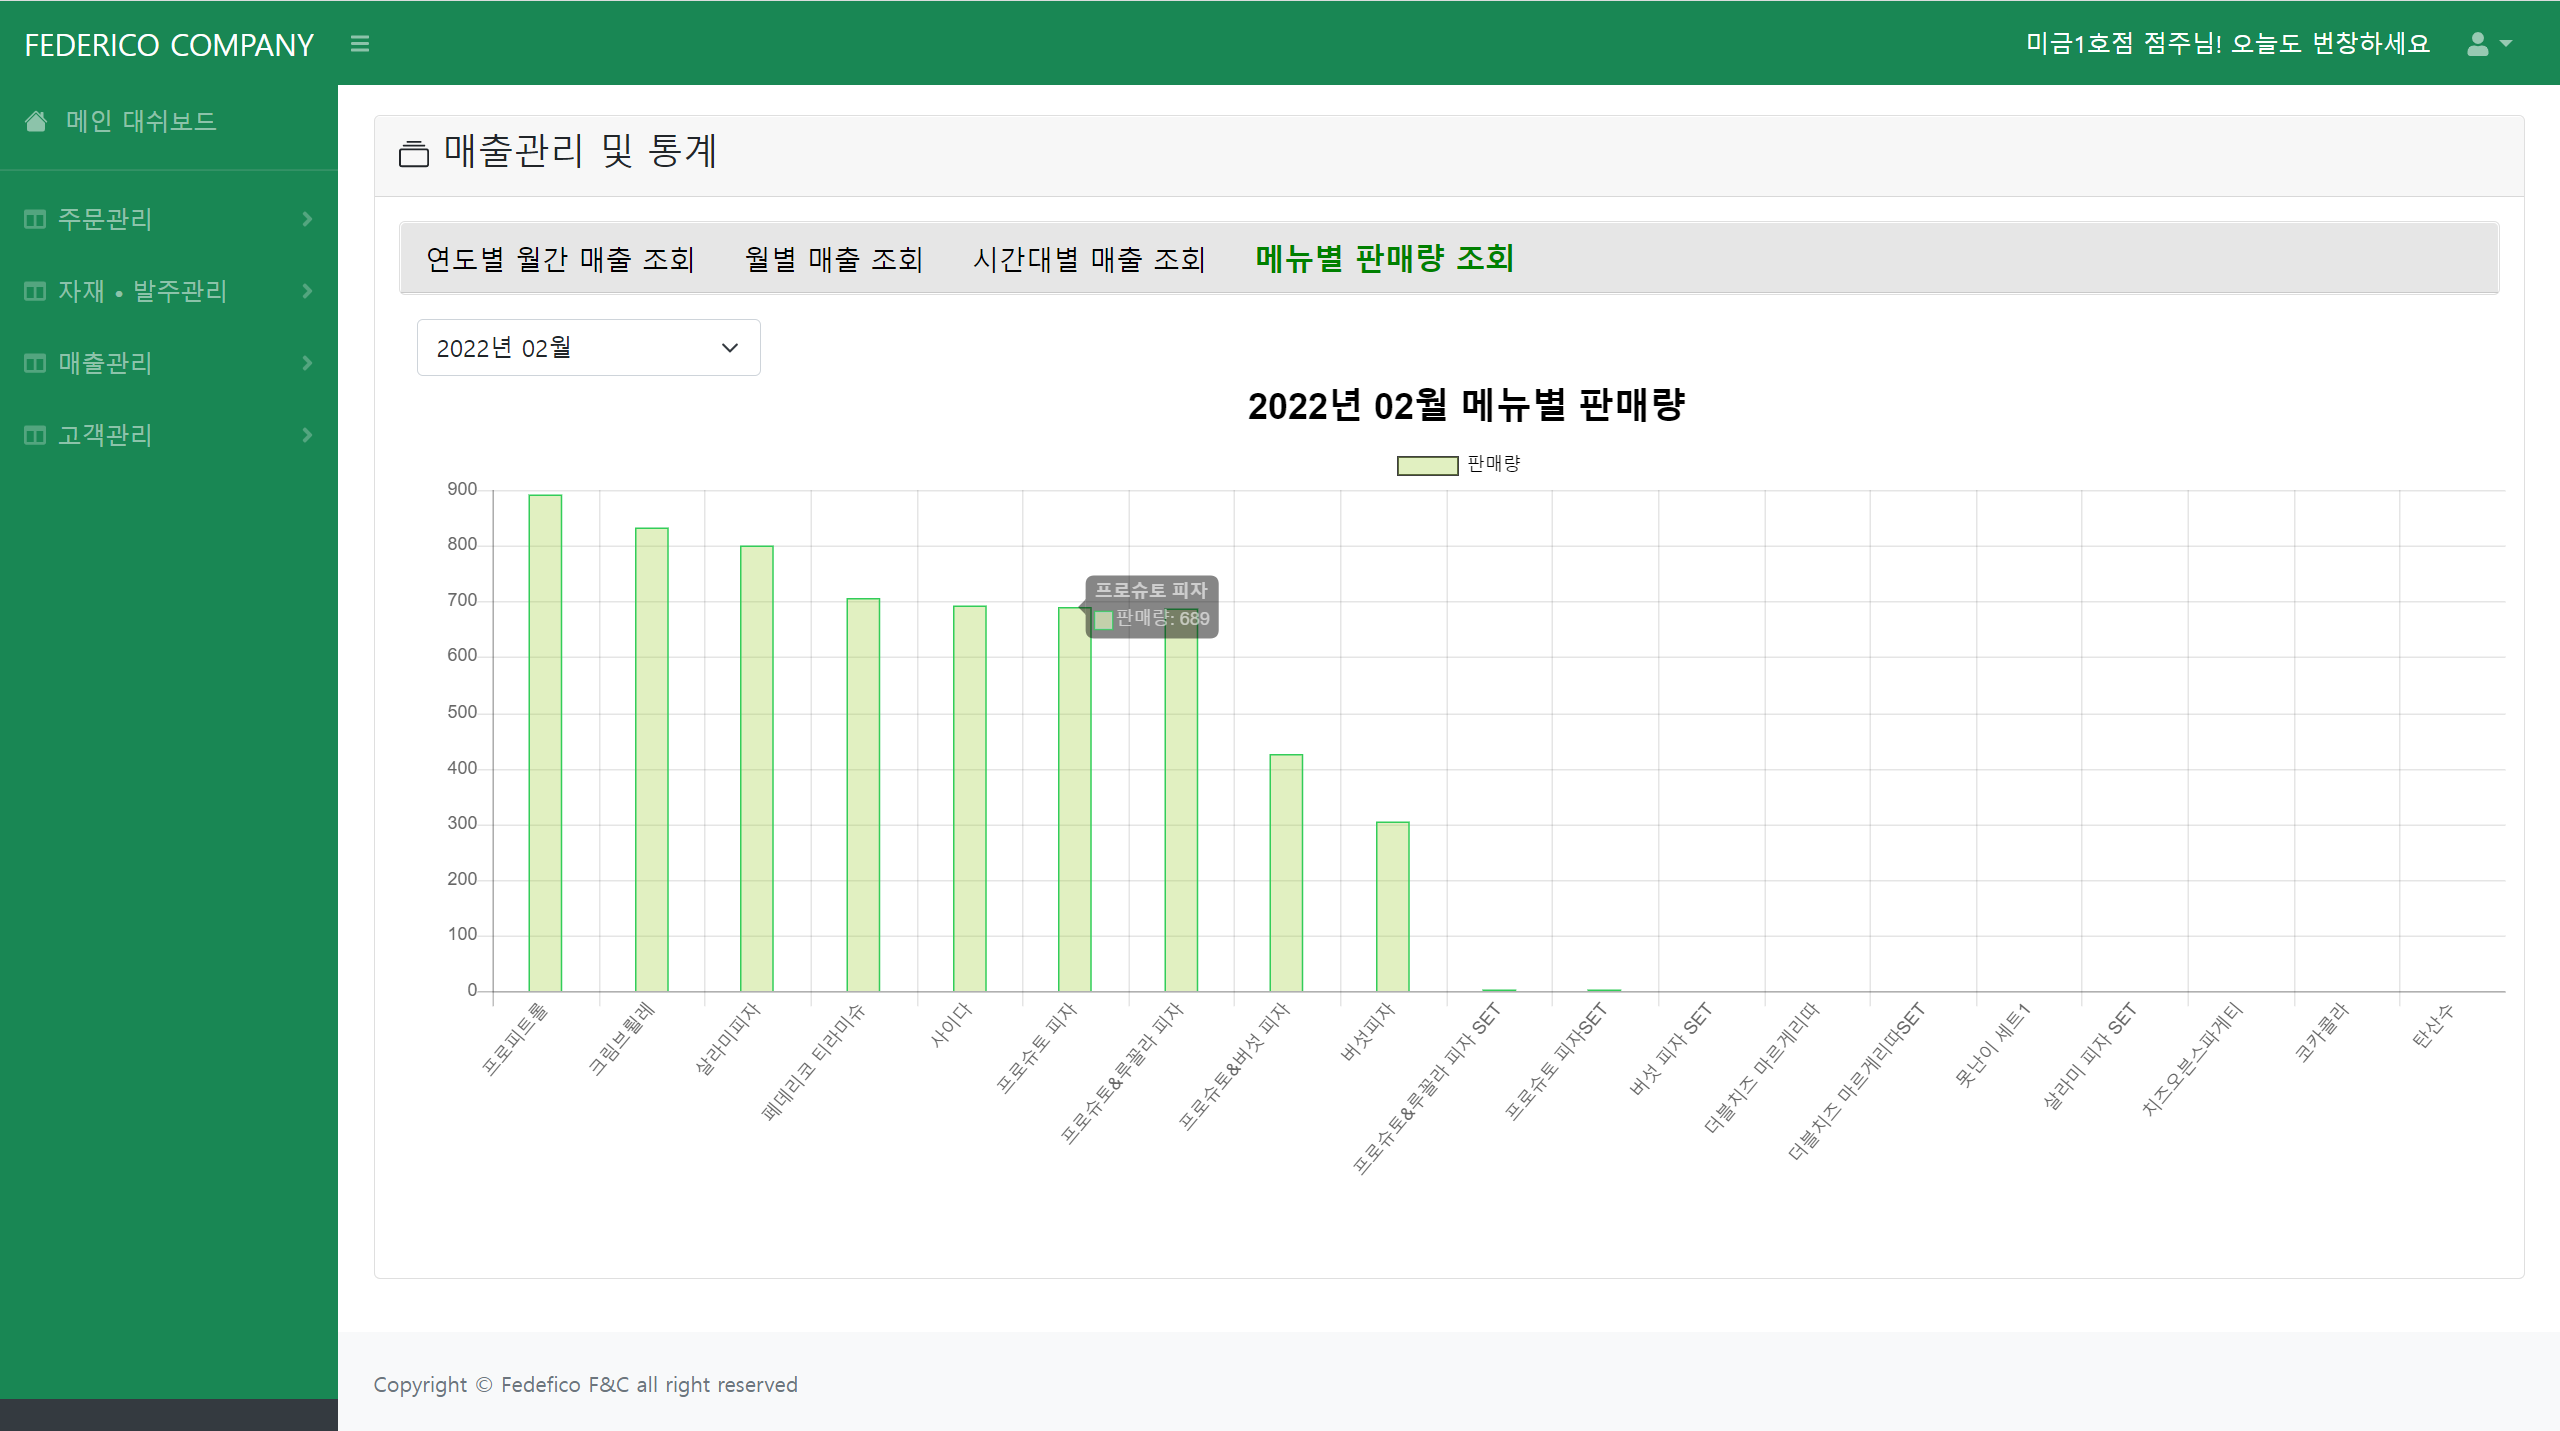 FEDERICO COMPANY
미금1호점 점주님! 오늘도 번창하세요
메인 대쉬보드
주문관리
자재 • 발주관리
매출관리
고객관리
매출관리 및 통계
연도별 월간 매출 조회 월별 매출 조회 시간대별 매출 조회 메뉴별 판매량 조회
2022년 02월
2022년 02월 메뉴별 판매량
판매량
900
800
700
600
500
400
300
200
100
0
프로슈토 피자
판매량: 689
프로피트롤
크림브륄레
살라미피자
페데리코 티라미슈
사이다
프로슈토 피자
프로슈토&루꼴라 피자
프로슈토&버섯 피자
버섯피자
프로슈토&루꼴라 피자 SET
프로슈토 피자SET
버섯 피자 SET
더블치즈 마르게리따
더블치즈 마르게리따SET
못난이 세트1
살라미 피자 SET
치즈오븐스파게티
코카콜라
탄산수
Copyright © Fedefico F&C all right reserved